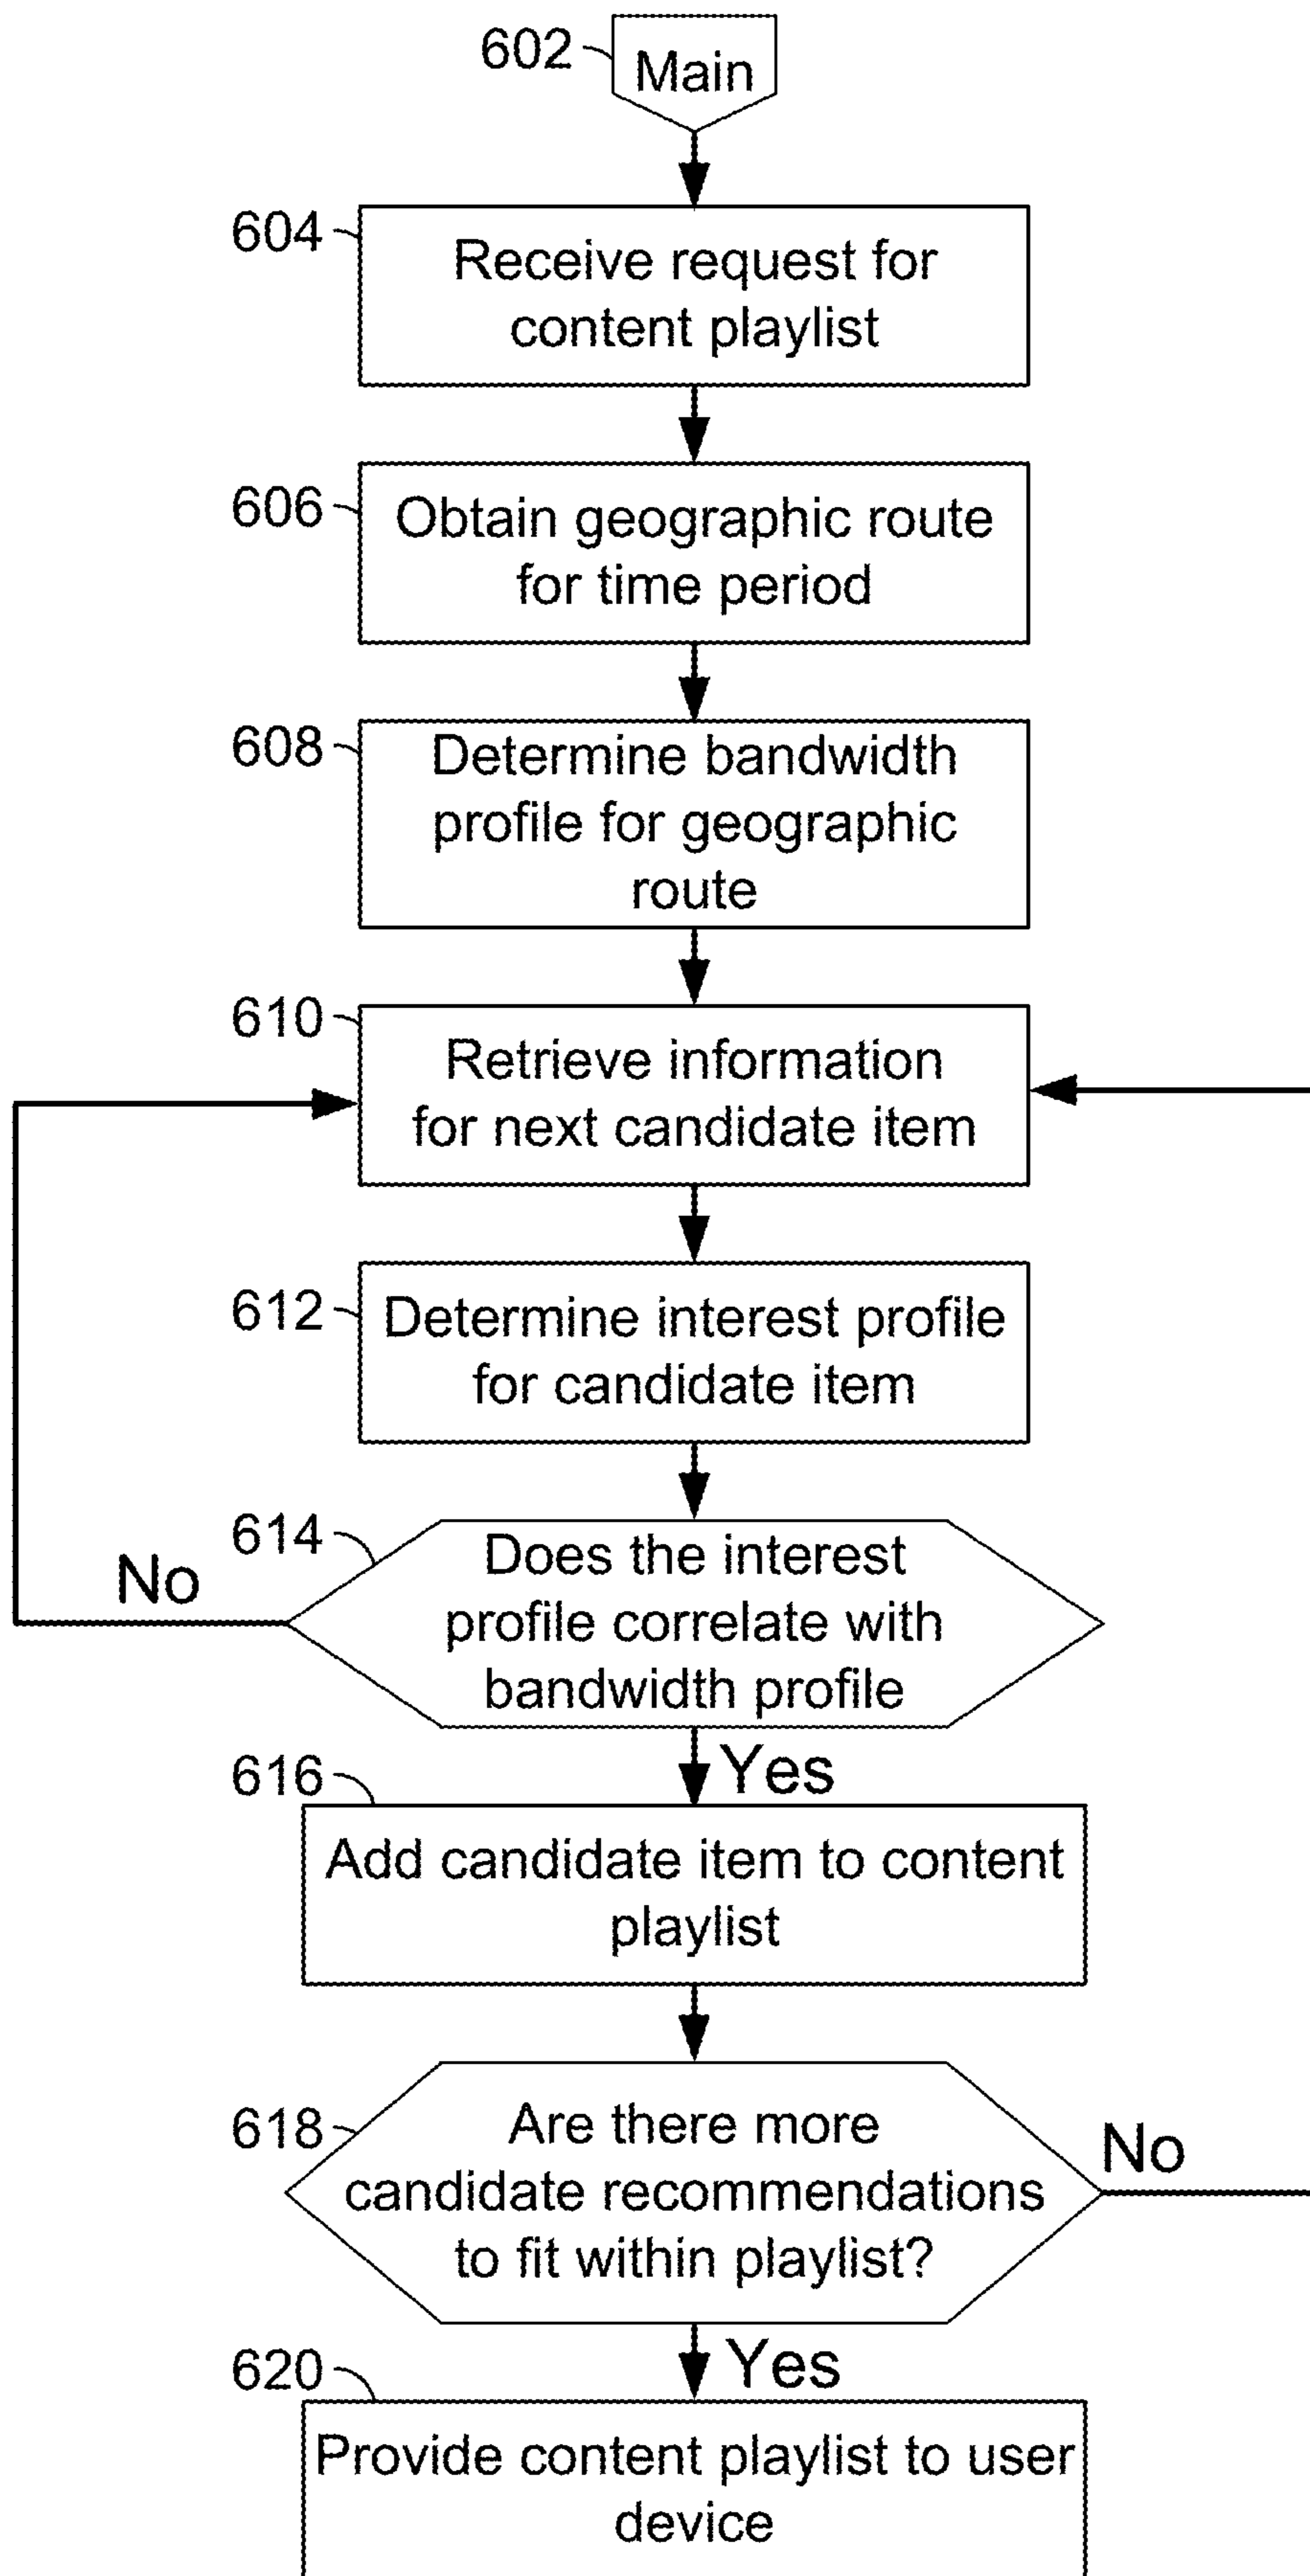 602
Main
604
Receive request for
content playlist
606
Obtain geographic route
for time period
608
Determine bandwidth
profile for geographic
route
610
Retrieve information
for next candidate item
612
Determine interest profile
for candidate item
614
No
Does the interest
profile correlate with
bandwidth profile
Yes
616
Add candidate item to content
playlist
618
Are there more
candidate recommendations
to fit within playlist?
No
Yes
620
Provide content playlist to user
device